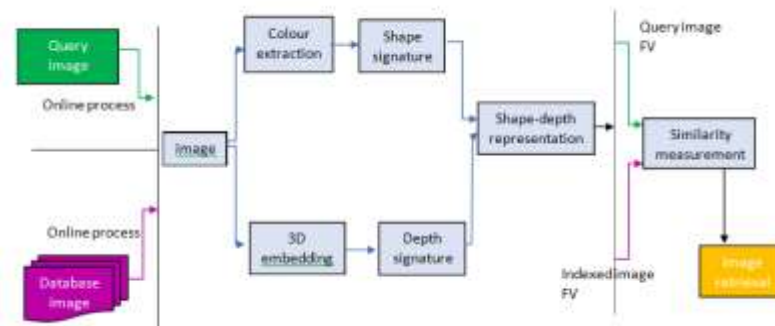 Query
image
Online process
Colour
extraction
Shape
signature
Image
Shape-depth
representation
Query image
FV
Similarity
measurement
Online process
Database
image
3D
embedding
Depth
signature
Indexed image
FV
Image
retrieval